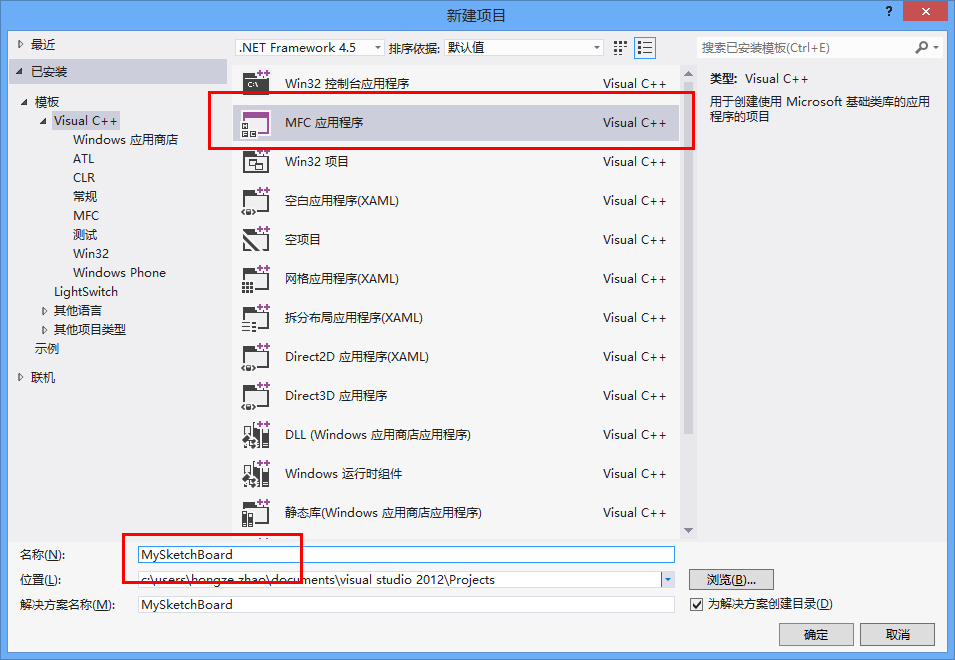 新建项目
?
最近
已安装
模板
Visual C++
Windows 应用商店
ATL
CLR
常规
MFC
测试
Win32
Windows Phone
LightSwitch
其他语言
其他项目类型
示例
联机
.NET Framework 4.5 排序依据: 默认值
Win32 控制台应用程序 Visual C++
MFC 应用程序 Visual C++
Win32 项目 Visual C++
空白应用程序(XAML) Visual C++
空项目 Visual C++
网格应用程序(XAML) Visual C++
拆分布局应用程序(XAML) Visual C++
Direct2D 应用程序(XAML) Visual C++
Direct3D 应用程序 Visual C++
DLL (Windows 应用商店应用程序) Visual C++
Windows 运行时组件 Visual C++
静态库(Windows 应用商店应用程序) Visual C++
搜索已安装模板(Ctrl+E)
类型: Visual C++
用于创建使用 Microsoft 基础类库的应用
程序的项目
名称(N): MySketchBoard
位置(L): c:\users\hongze.zhao\documents\visual studio 2012\Projects 浏览(B)...
解决方案名称(M): MySketchBoard 为解决方案创建目录(D)
确定 取消